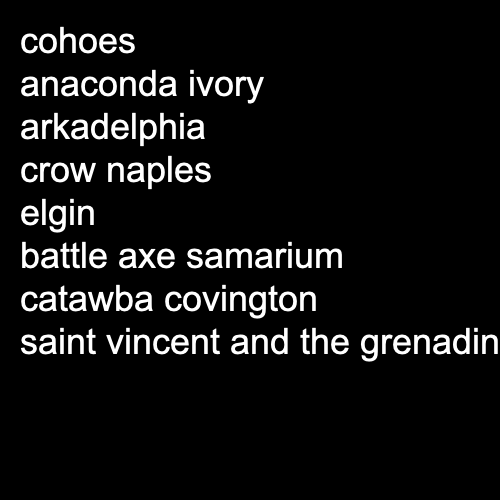 cohoes
anaconda ivory
arkadelphia
crow naples
elgin
battle axe samarium
catawba covington
saint vincent and the grenadin